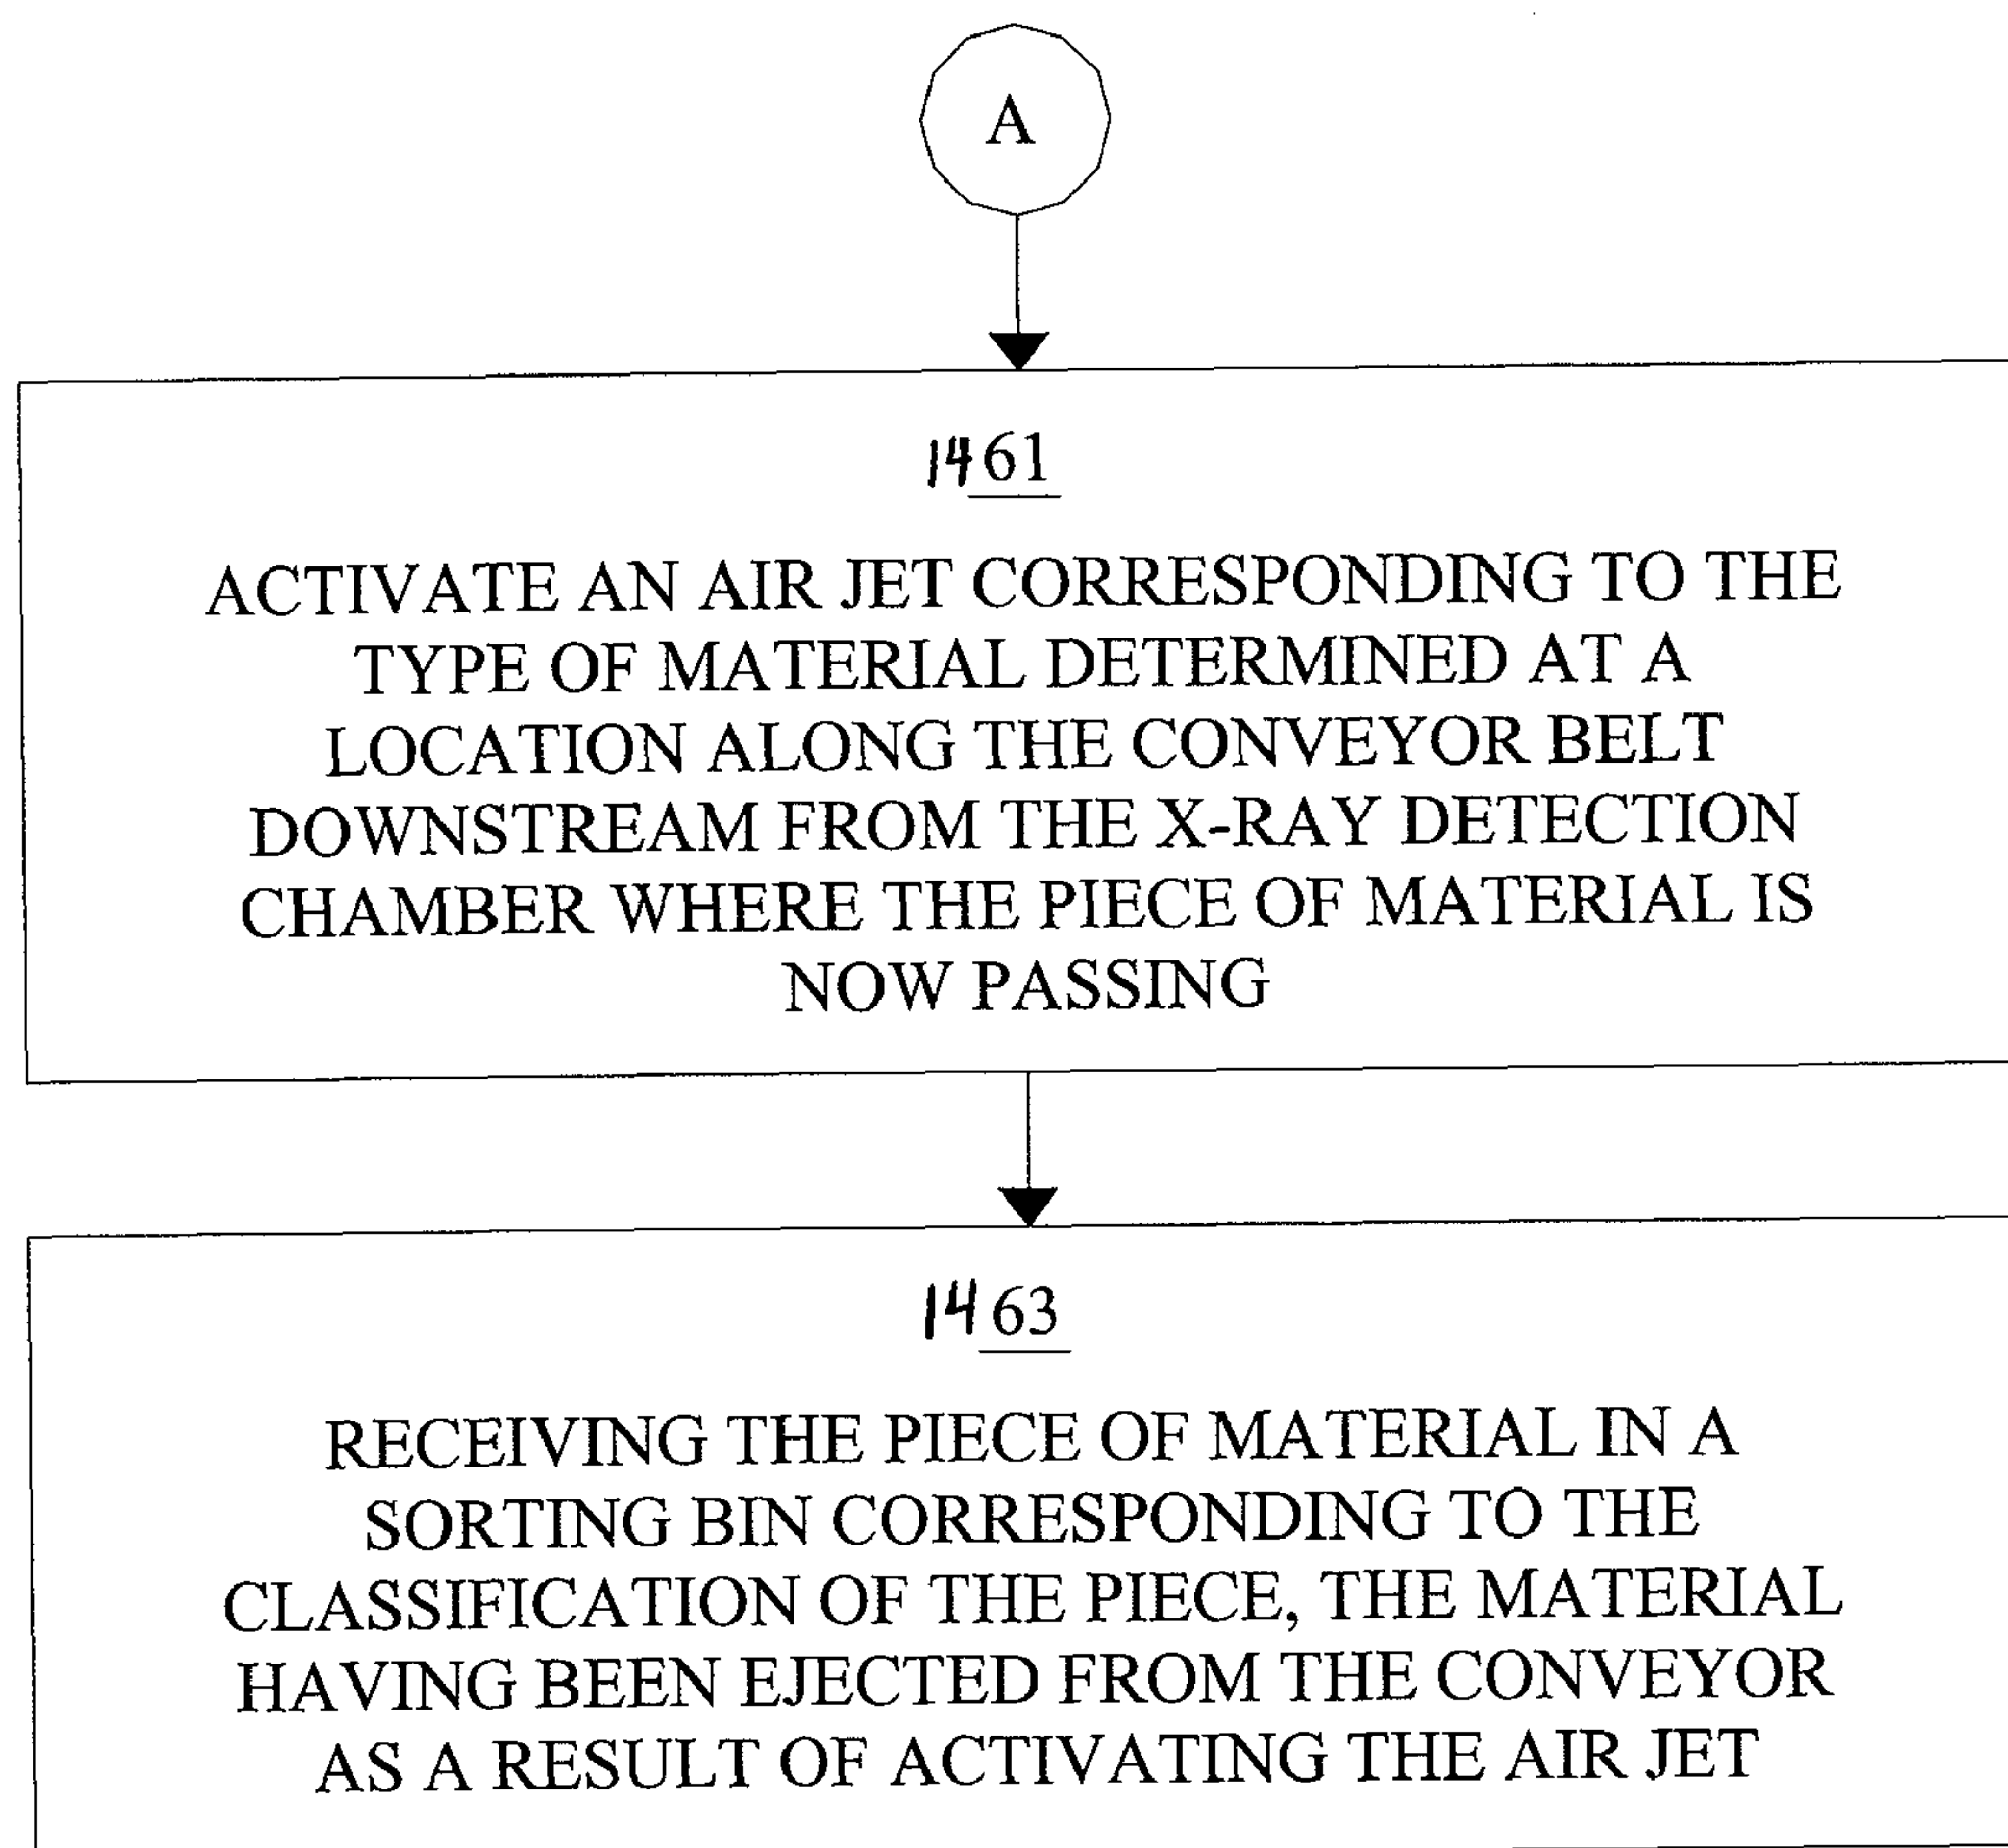 A
1461
ACTIVATE AN AIR JET CORRESPONDING TO THE
TYPE OF MATERIAL DETERMINED AT A
LOCATION ALONG THE CONVEYOR BELT
DOWNSTREAM FROM THE X-RAY DETECTION
CHAMBER WHERE THE PIECE OF MATERIAL IS
NOW PASSING
1463
RECEIVING THE PIECE OF MATERIAL IN A
SORTING BIN CORRESPONDING TO THE
CLASSIFICATION OF THE PIECE, THE MATERIAL
HAVING BEEN EJECTED FROM THE CONVEYOR
AS A RESULT OF ACTIVATING THE AIR JET